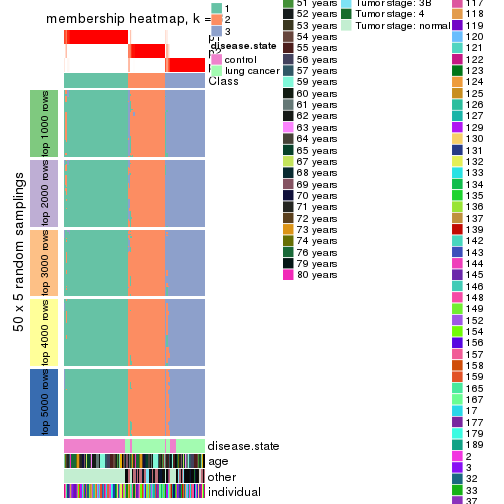 membership heatmap, k =
1
2
3
disease.state
control
lung cancer
Class
50 x 5 random samplings
top 1000 rows
top 2000 rows
top 3000 rows
top 4000 rows
top 5000 rows
disease.state
age
other
individual
51 years
52 years
53 years
54 years
55 years
56 years
57 years
59 years
60 years
61 years
62 years
63 years
64 years
65 years
67 years
68 years
69 years
70 years
71 years
72 years
73 years
74 years
76 years
79 years
80 years
Tumor stage: 3B
Tumor stage: 4
Tumor stage: normal
117
118
119
120
121
122
123
124
125
126
127
129
130
131
132
133
134
135
136
137
139
142
143
144
145
146
148
149
152
154
156
157
158
159
165
167
17
177
179
189
2
3
32
33
37